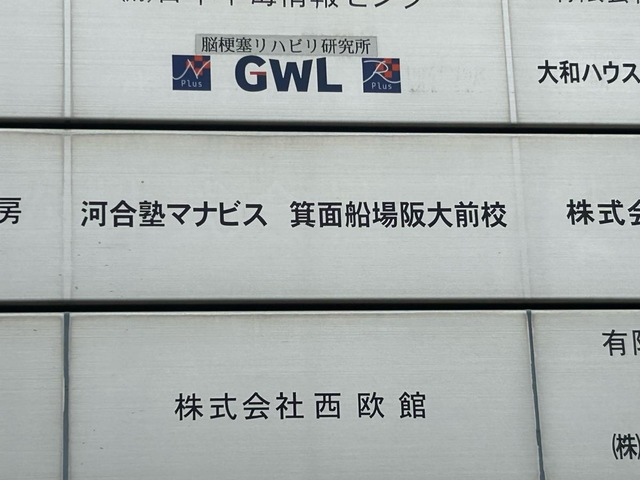 脳梗塞リハビリ研究所
N Plus GWL R Plus
大和ハウス
房
河合塾マナビス 箕面船場阪大前校
株式会
株式会社西欧館
有限
(株)